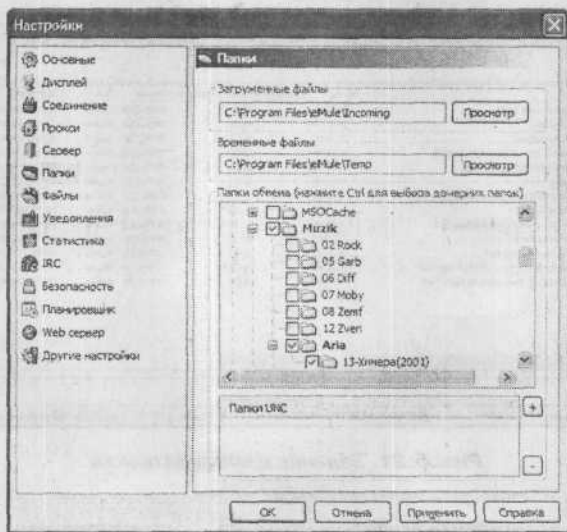 Настройки
Основные
Дисплей
Соединение
Прокси
Сервер
Папки
Файлы
Уведомления
Статистика
IRC
Безопасность
Планировщик
Web сервер
Другие настройки
Папки
Загруженные файлы
C:\Program Files\eMule\Incoming
Просмотр
Временные файлы
C:\Program Files\eMule\Temp
Просмотр
Папки обмена (нажмите Ctrl для выбора дочерних папок)
MSOCache
Muzik
02 Rock
05 Garb
06 Diff
07 Moby
08 Zemf
12 Zveri
Aria
13-Химера(2001)
Папки UNC
+
-
OK
Отмена
Применить
Справка